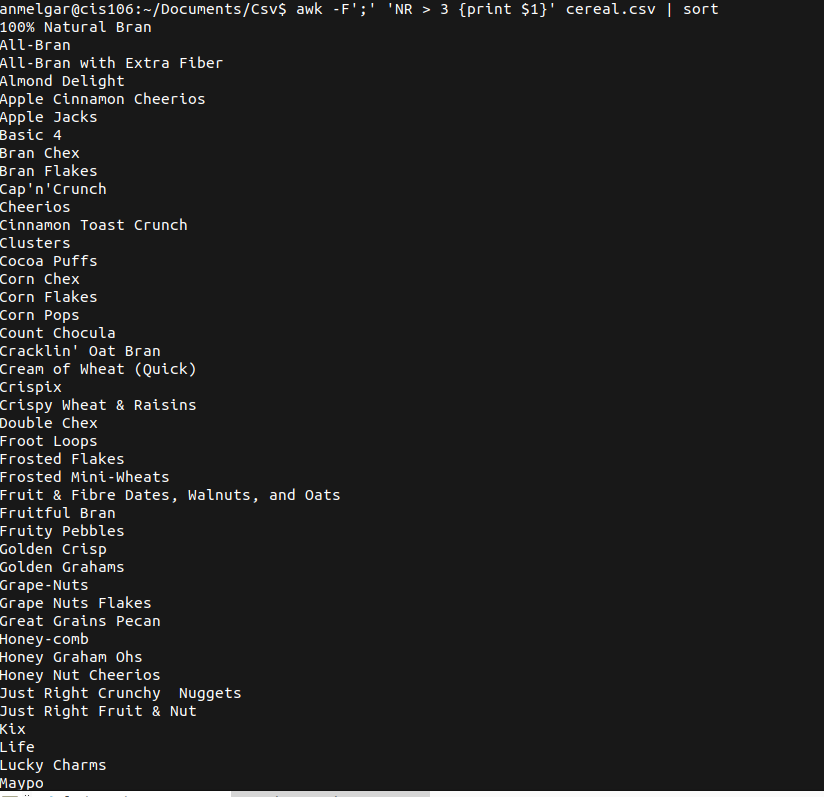 anmelgar@cis106:~/Documents/Csv$ awk -F';' 'NR > 3 {print $1}' cereal.csv | sort
100% Natural Bran
All-Bran
All-Bran with Extra Fiber
Almond Delight
Apple Cinnamon Cheerios
Apple Jacks
Basic 4
Bran Chex
Bran Flakes
Cap'n'Crunch
Cheerios
Cinnamon Toast Crunch
Clusters
Cocoa Puffs
Corn Chex
Corn Flakes
Corn Pops
Count Chocula
Cracklin' Oat Bran
Cream of Wheat (Quick)
Crispix
Crispy Wheat & Raisins
Double Chex
Froot Loops
Frosted Flakes
Frosted Mini-Wheats
Fruit & Fibre Dates, Walnuts, and Oats
Fruitful Bran
Fruity Pebbles
Golden Crisp
Golden Grahams
Grape-Nuts
Grape Nuts Flakes
Great Grains Pecan
Honey-comb
Honey Graham Ohs
Honey Nut Cheerios
Just Right Crunchy  Nuggets
Just Right Fruit & Nut
Kix
Life
Lucky Charms
Maypo